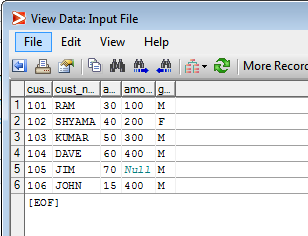 View Data: Input File
File Edit View Help
More Recor
cus... cust_n... a... amo... g...
1 101 RAM 30 100 M
2 102 SHYAMA 40 200 F
3 103 KUMAR 50 300 M
4 104 DAVE 60 400 M
5 105 JIM 70 Null M
6 106 JOHN 15 400 M
[EOF]